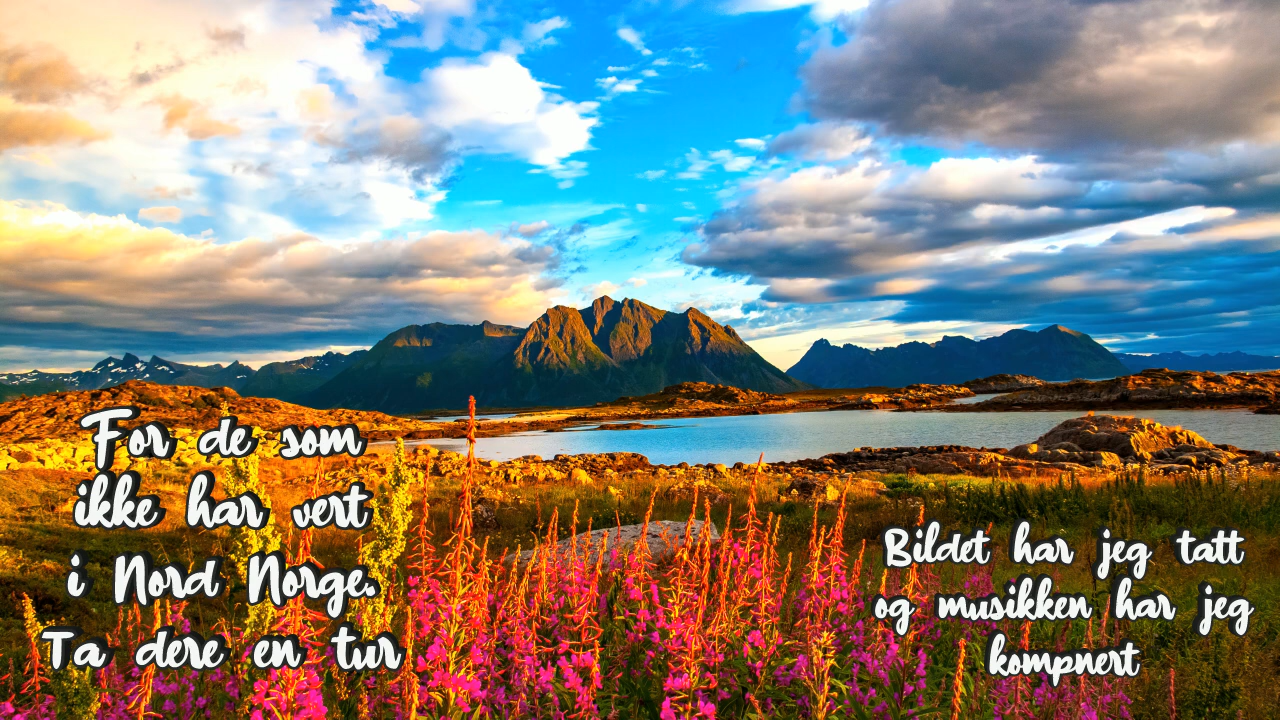 For de som
ikke har vert
i Nord Norge.
Ta dere en tur
Bildet har jeg tatt
og musikken har jeg
kompnert